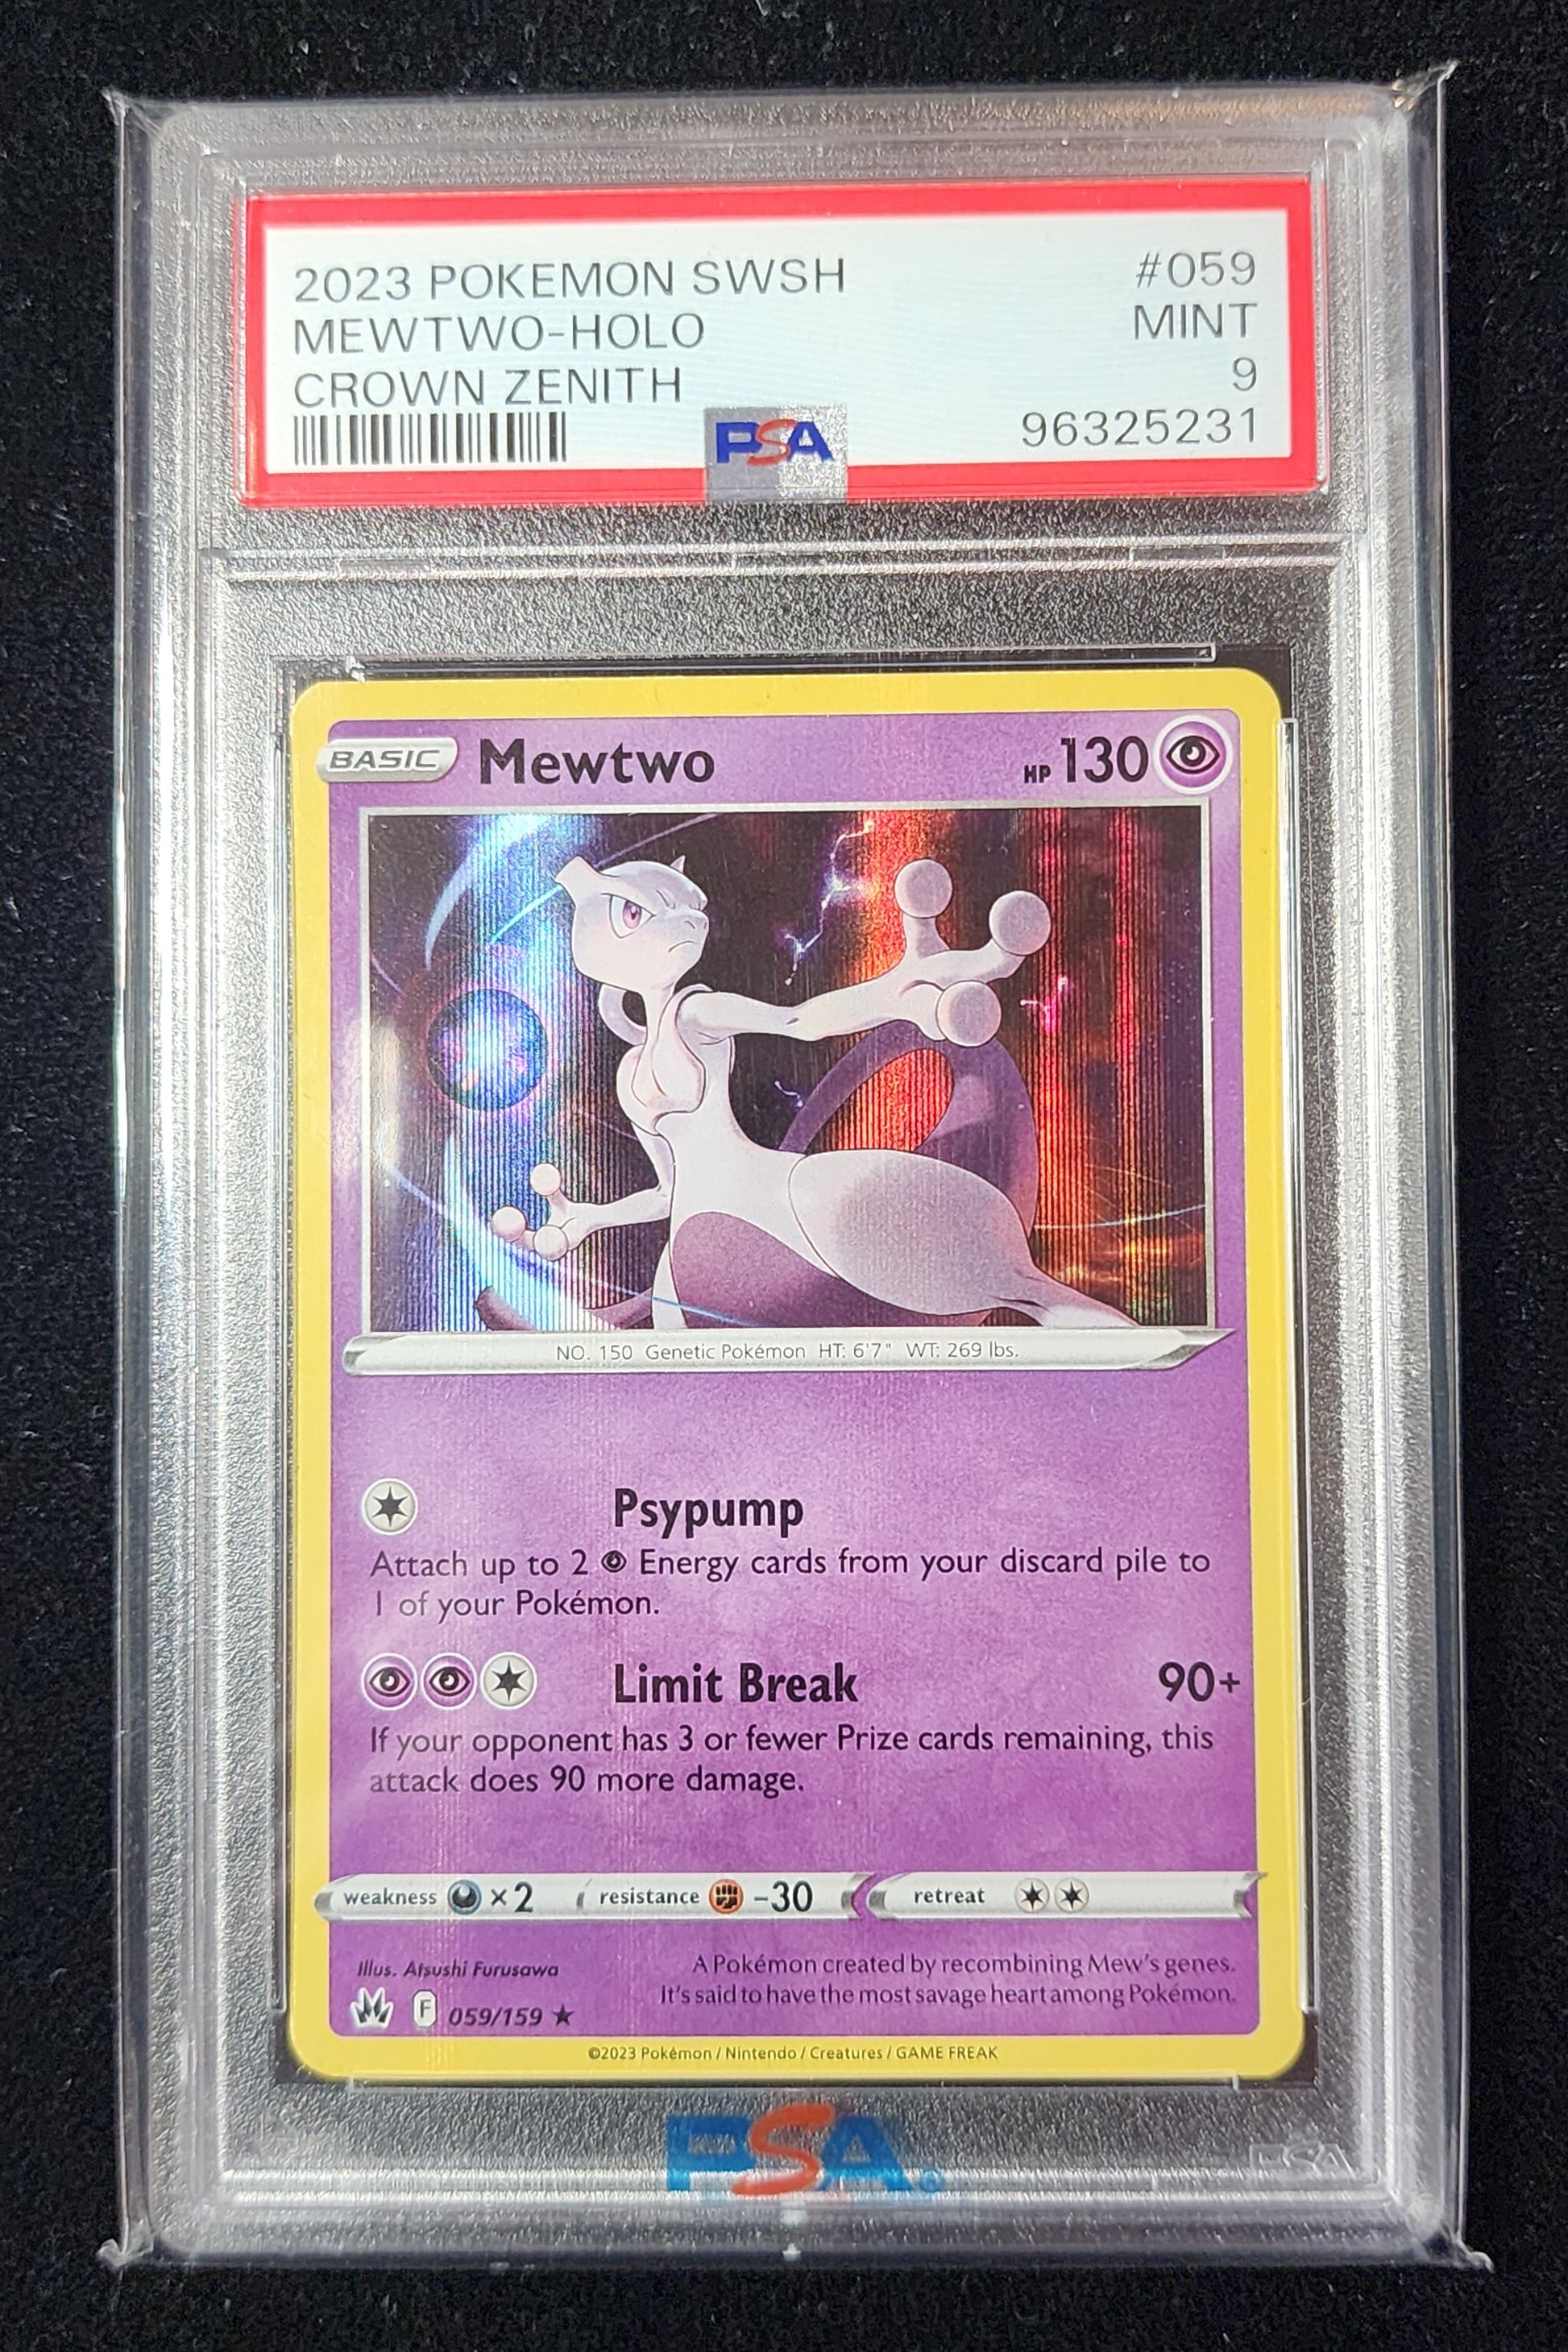 2023 POKEMON SWSH #059
MEWTWO-HOLO MINT
CROWN ZENITH 9
PSA 96325231
BASIC Mewtwo HP 130
NO. 150 Genetic Pokémon HT: 6'7" WT: 269 lbs.
Psypump
Attach up to 2 Energy cards from your discard pile to
1 of your Pokémon.
Limit Break 90+
If your opponent has 3 or fewer Prize cards remaining, this
attack does 90 more damage.
weakness ×2 resistance -30 retreat
Illus. Atsushi Furusawa
A Pokémon created by recombining Mew's genes.
It's said to have the most savage heart among Pokémon.
F 059/159 ★
©2023 Pokémon / Nintendo / Creatures / GAME FREAK
PSA®
PSA